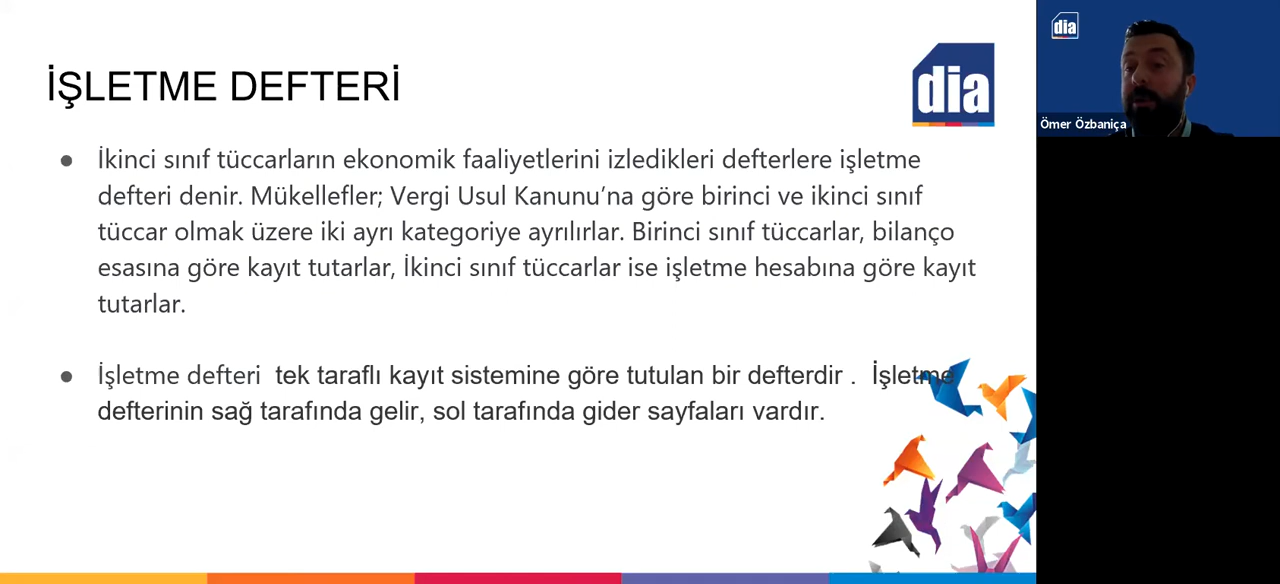 İŞLETME DEFTERİ
dia
İkinci sınıf tüccarların ekonomik faaliyetlerini izledikleri defterlere işletme
defteri denir. Mükellefler; Vergi Usul Kanunu’na göre birinci ve ikinci sınıf
tüccar olmak üzere iki ayrı kategoriye ayrılırlar. Birinci sınıf tüccarlar, bilanço
esasına göre kayıt tutarlar, İkinci sınıf tüccarlar ise işletme hesabına göre kayıt
tutarlar.
İşletme defteri tek taraflı kayıt sistemine göre tutulan bir defterdir . İşletme
defterinin sağ tarafında gelir, sol tarafında gider sayfaları vardır.
dia
Ömer Özbaniça